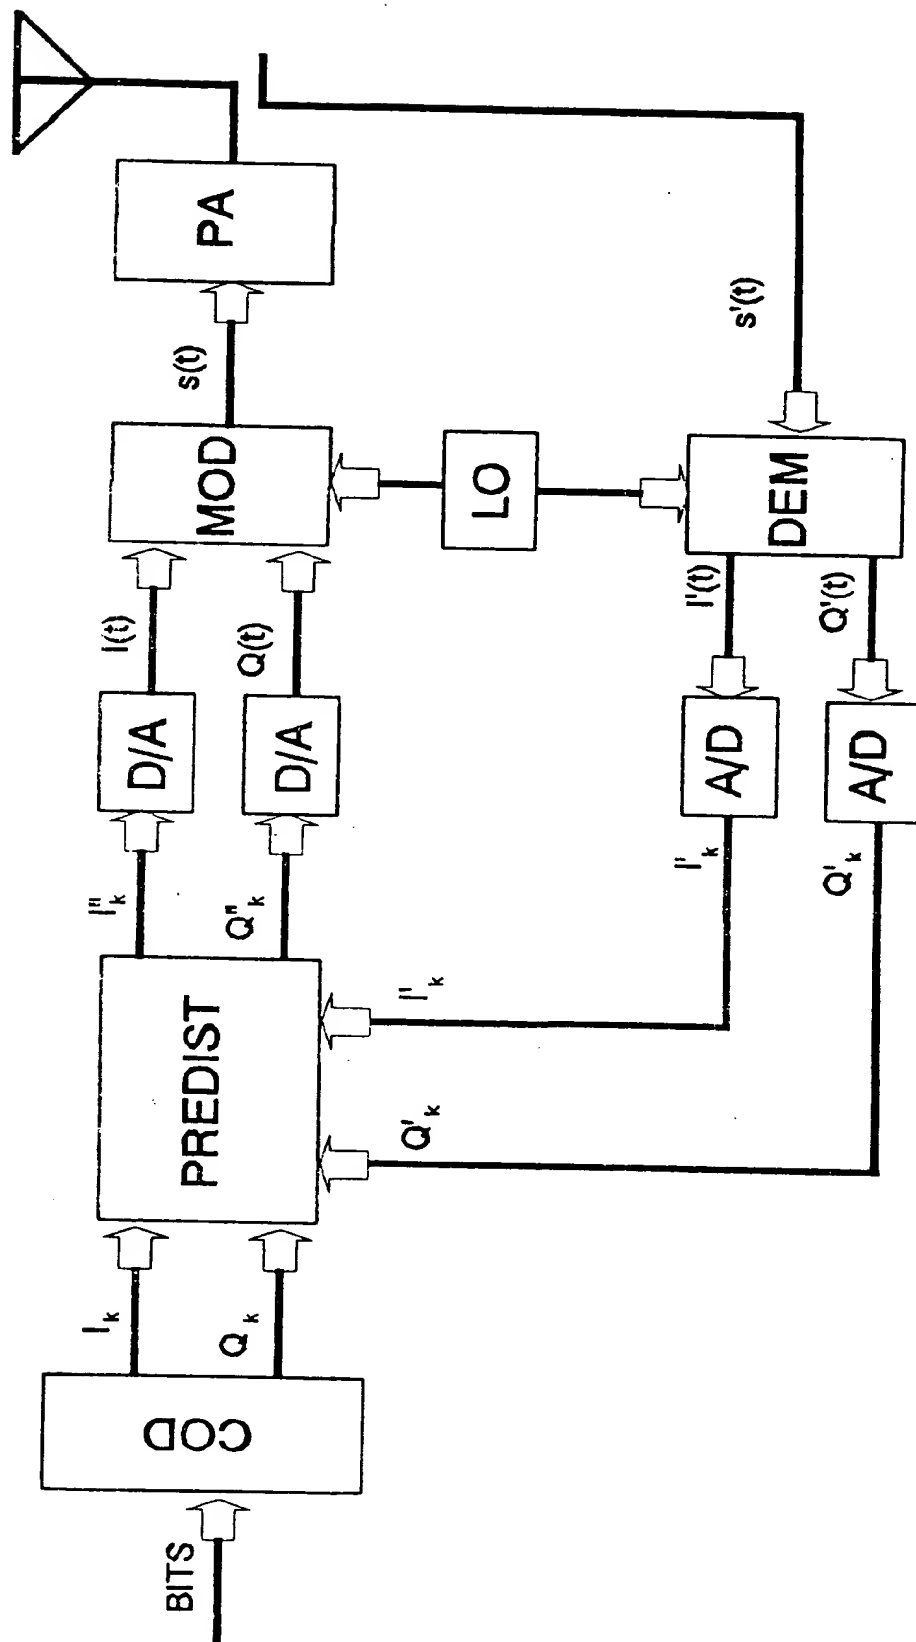 BITS
COD
I_k
Q_k
PREDIST
I"_k
Q"_k
D/A
D/A
I(t)
Q(t)
MOD
s(t)
PA
LO
s'(t)
DEM
I'(t)
Q'(t)
A/D
A/D
I'_k
Q'_k
I'_k
Q'_k